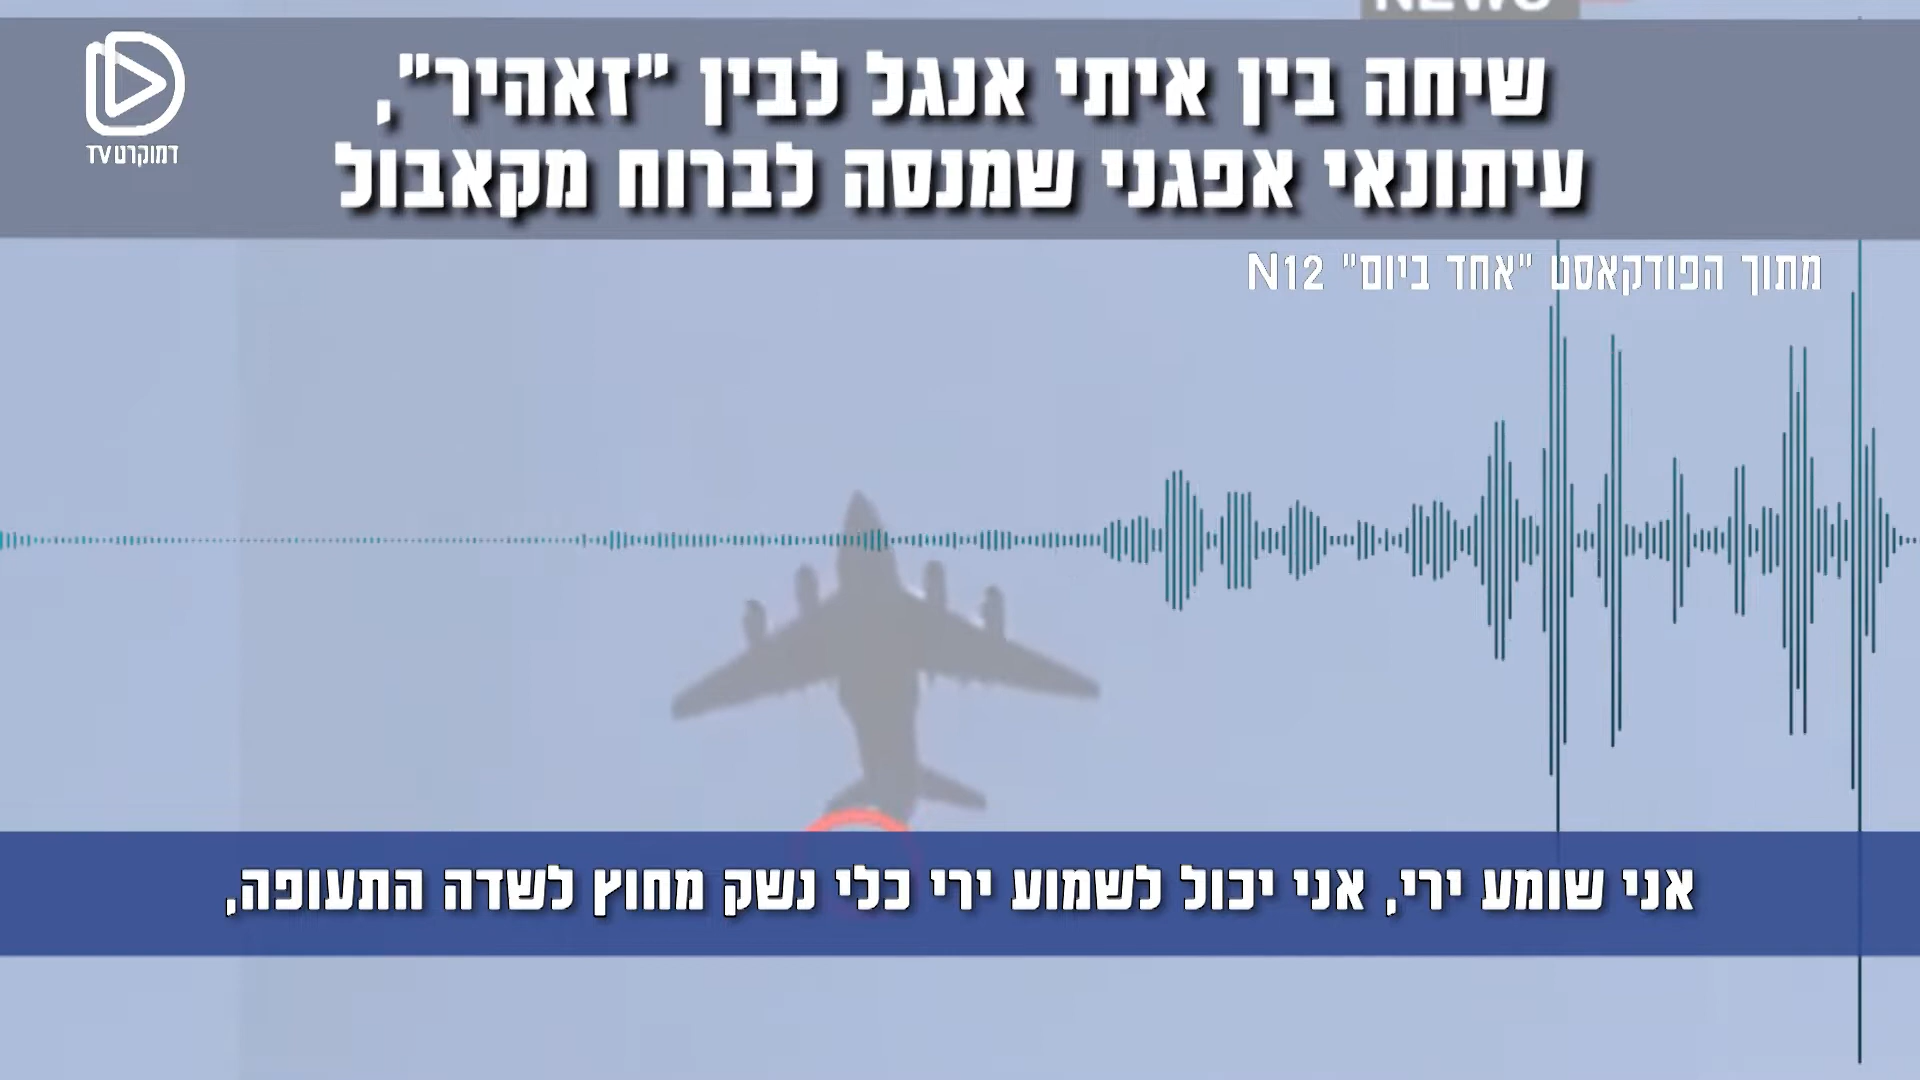 NEWS
שיחה בין איתי אנגל לבין "זאהיר",
עיתונאי אפגני שמנסה לברוח מקאבול
דמוקרטTV
מתוך הפודקאסט "אחד ביום" N12
אני שומע ירי, אני יכול לשמוע ירי כלי נשק מחוץ לשדה התעופה,